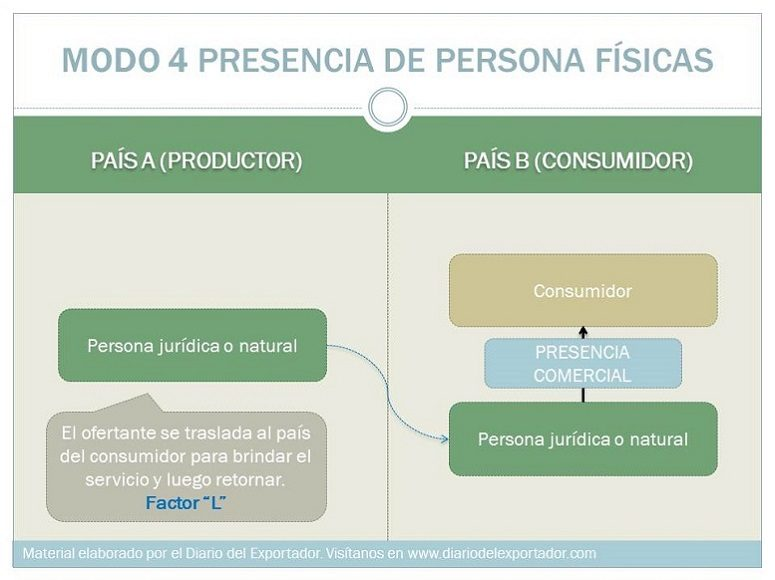 MODO 4 PRESENCIA DE PERSONA FÍSICAS
PAÍS A (PRODUCTOR)
PAÍS B (CONSUMIDOR)
Persona jurídica o natural
El ofertante se traslada al país
del consumidor para brindar el
servicio y luego retornar.
Factor “L”
Consumidor
PRESENCIA
COMERCIAL
Persona jurídica o natural
Material elaborado por el Diario del Exportador. Visítanos en www.diariodelexportador.com